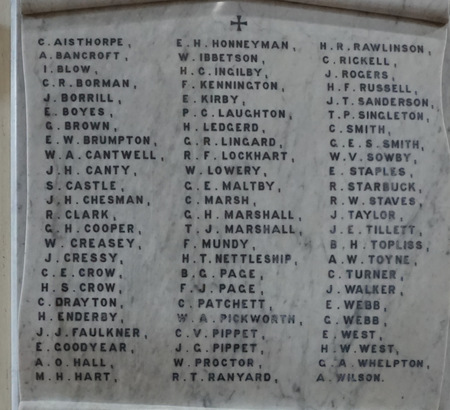 C. AISTHORPE,
A. BANCROFT,
I. BLOW,
C. R. BORMAN,
J. BORRILL,
E. BOYES,
G. BROWN,
E. W. BRUMPTON,
W. A. CANTWELL,
J. H. CANTY,
S. CASTLE,
J. H. CHESMAN,
R. CLARK,
G. H. COOPER,
W. CREASEY,
J. CRESSY,
C. E. CROW,
H. S. CROW,
C. DRAYTON,
H. ENDERBY,
J. J. FAULKNER,
E. GOODYEAR,
A. O. HALL,
M. H. HART,
E. H. HONNEYMAN,
W. IBBETSON,
H. C. INGILBY,
F. KENNINGTON,
E. KIRBY,
P. C. LAUGHTON,
H. LEDGERD,
G. R. LINGARD,
R. F. LOCKHART,
W. LOWERY,
G. E. MALTBY,
C. MARSH,
G. H. MARSHALL,
T. J. MARSHALL,
F. MUNDY,
H. T. NETTLESHIP,
B. G. PAGE,
F. J. PAGE,
C. PATCHETT,
W. A. PICKWORTH,
C. V. PIPPET,
J. G. PIPPET,
W. PROCTOR,
R. T. RANYARD,
H. R. RAWLINSON,
C. RICKELL,
J. ROGERS,
H. F. RUSSELL,
J. T. SANDERSON,
T. P. SINGLETON,
C. SMITH,
G. E. S. SMITH,
W. V. SOWBY,
E. STAPLES,
R. STARBUCK,
R. W. STAVES,
J. TAYLOR,
J. E. TILLETT,
B. H. TOPLISS,
A. W. TOYNE,
C. TURNER,
J. WALKER,
E. WEBB,
G. WEBB,
E. WEST,
H. W. WEST,
G. A. WHELPTON,
A. WILSON.